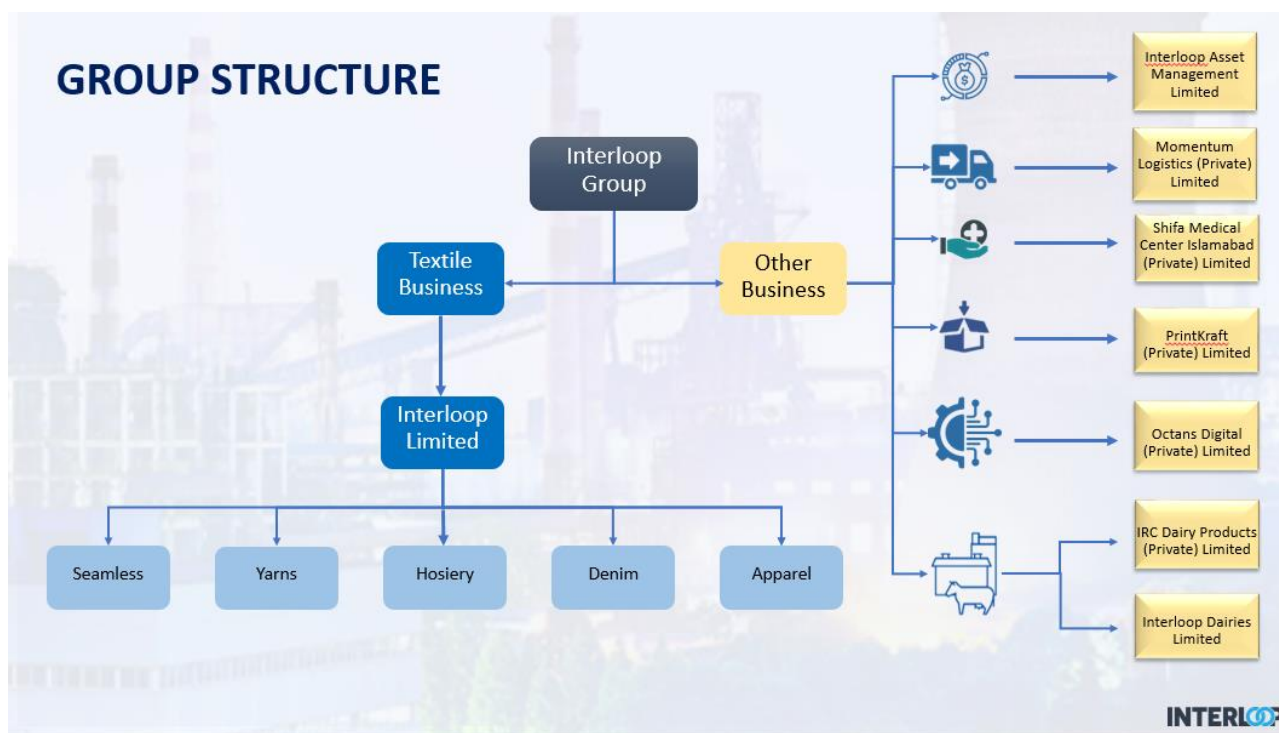 GROUP STRUCTURE
Interloop
Group
Textile
Business
Other
Business
Interloop
Limited
Seamless
Yarns
Hosiery
Denim
Apparel
Interloop Asset
Management
Limited
Momentum
Logistics (Private)
Limited
Shifa Medical
Center Islamabad
(Private) Limited
PrintKraft
(Private) Limited
Octans Digital
(Private) Limited
IRC Dairy Products
(Private) Limited
Interloop Dairies
Limited
INTERLOOP